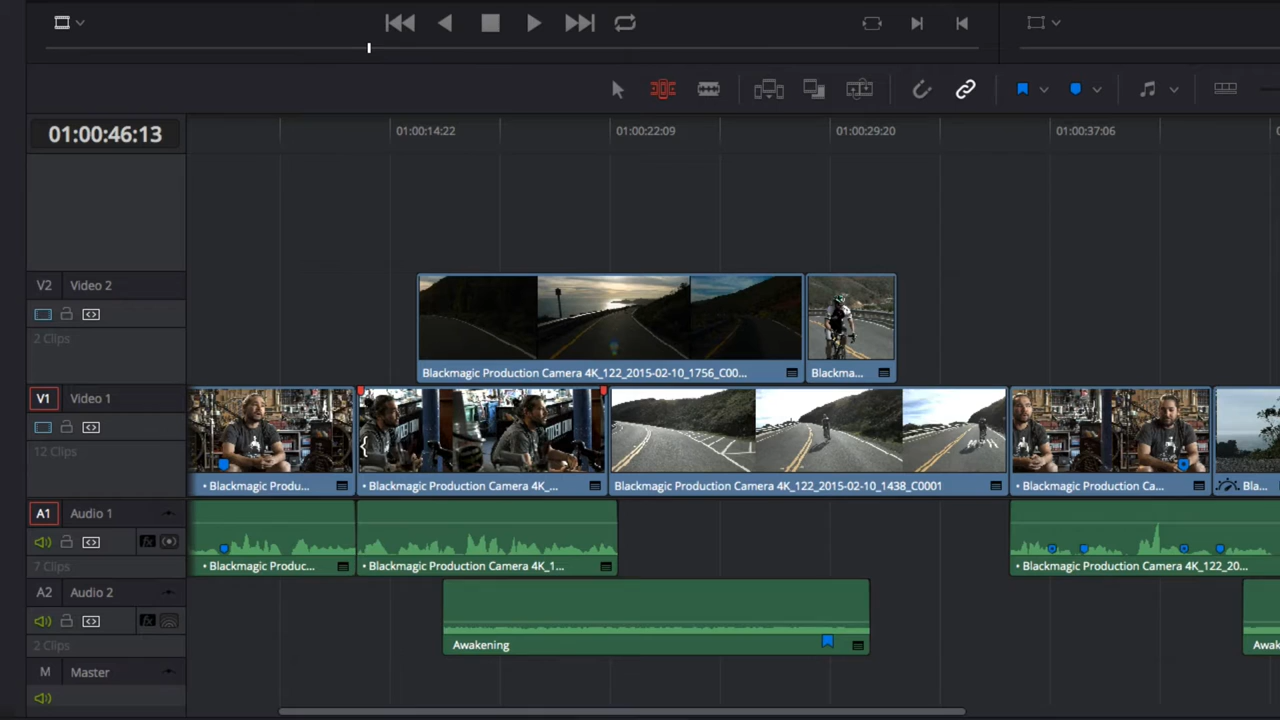 01:00:46:13
01:00:14:22
01:00:22:09
01:00:29:20
01:00:37:06
V2 Video 2
2 Clips
Blackmagic Production Camera 4K_122_2015-02-10_1756_C00...
Blackma...
V1 Video 1
12 Clips
• Blackmagic Produ...
• Blackmagic Production Camera 4K_...
Blackmagic Production Camera 4K_122_2015-02-10_1438_C0001
• Blackmagic Production Ca...
Bla...
A1 Audio 1
fx
7 Clips
• Blackmagic Produc...
• Blackmagic Production Camera 4K_1...
• Blackmagic Production Camera 4K_122_20...
A2 Audio 2
fx
2 Clips
Awakening
Awak
M Master